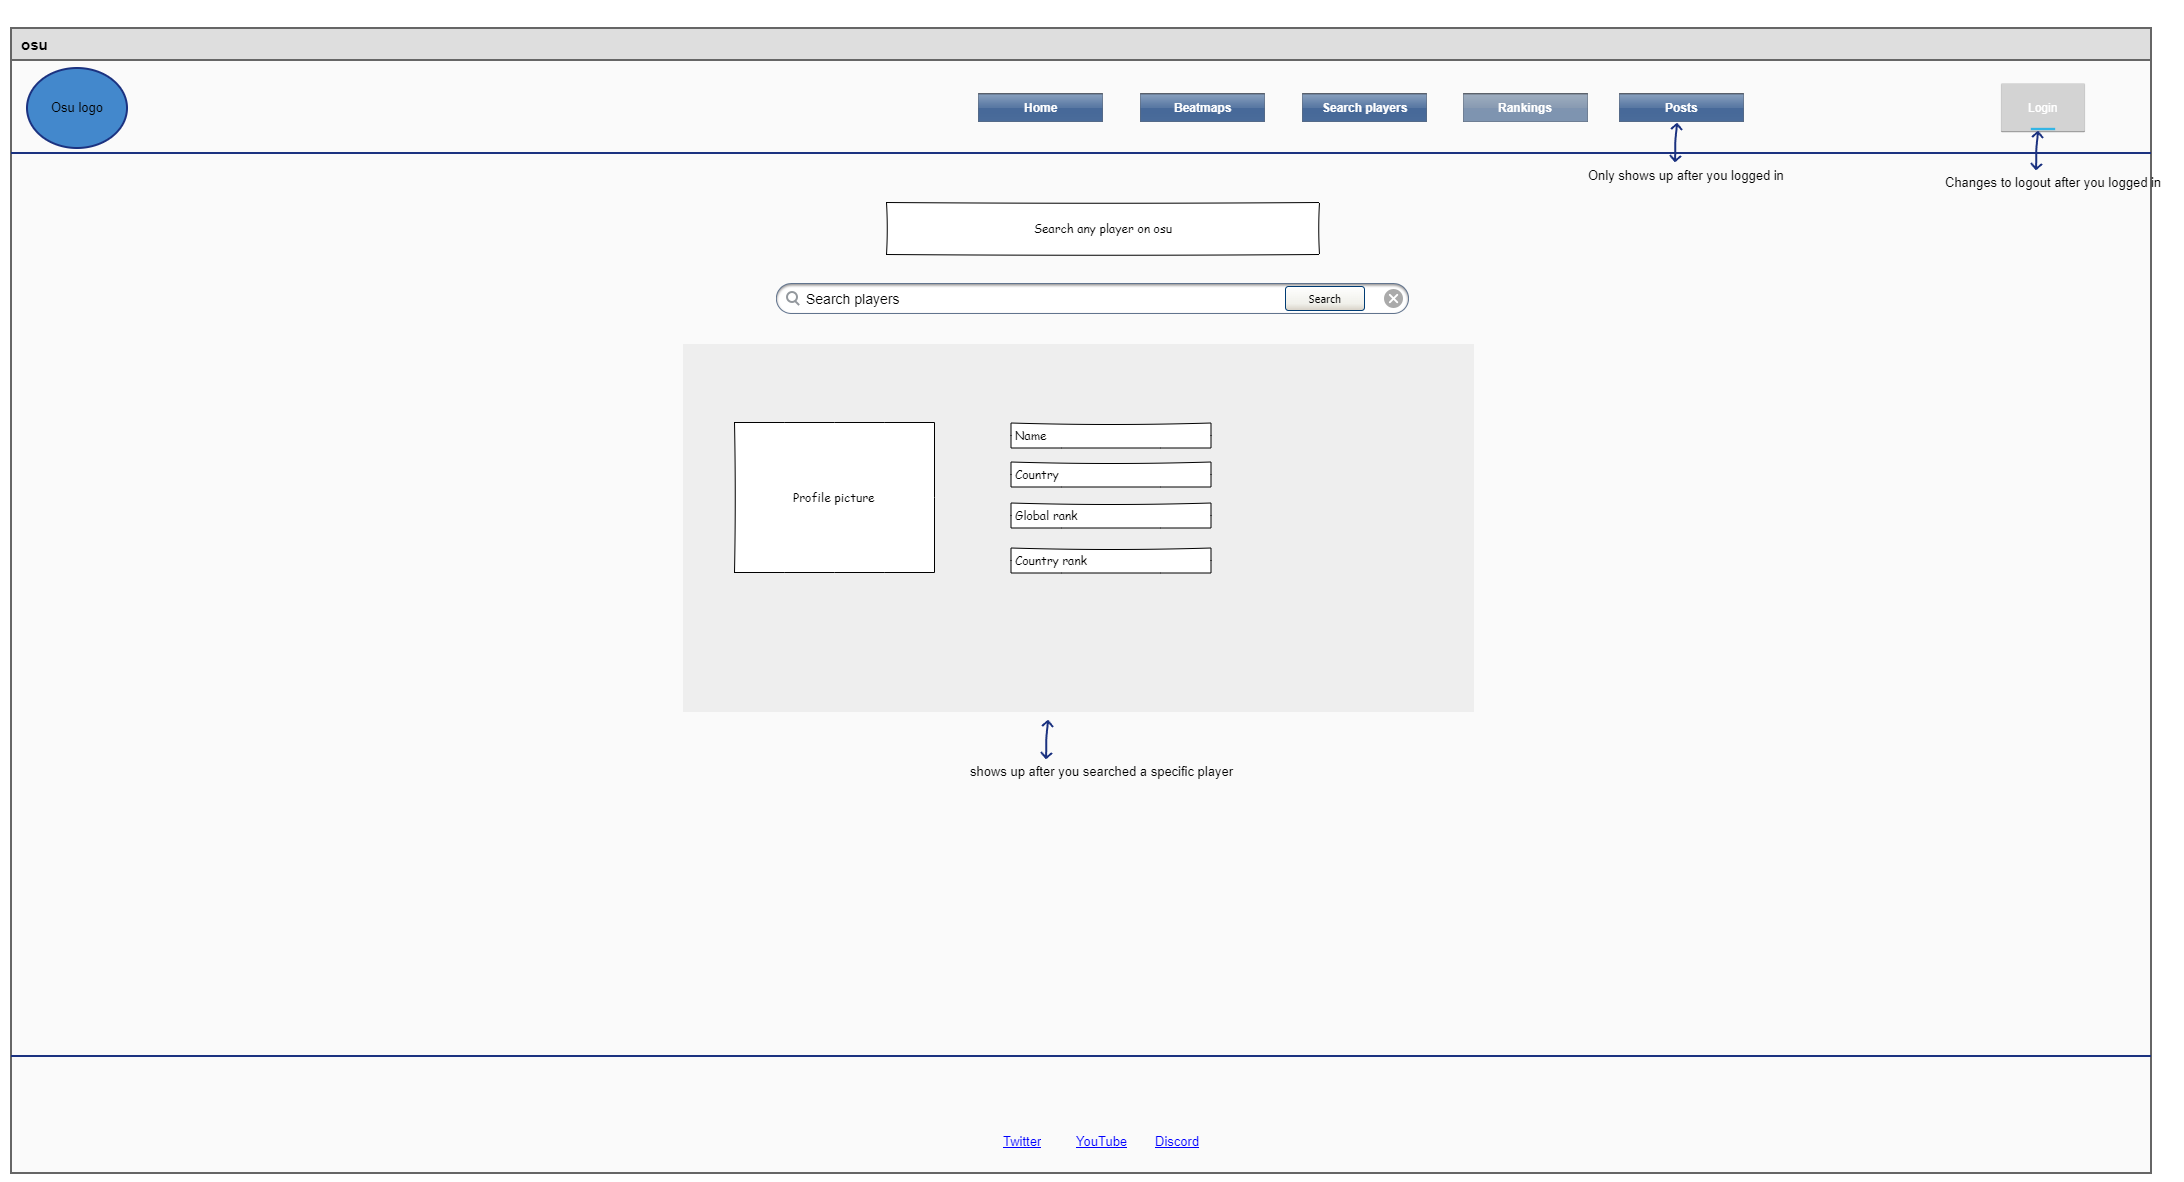 osu
Osu logo
Home
Beatmaps
Search players
Rankings
Posts
Login
Only shows up after you logged in
Changes to logout after you logged in
Search any player on osu
Search players
Search
Profile picture
Name
Country
Global rank
Country rank
shows up after you searched a specific player
Twitter
YouTube
Discord